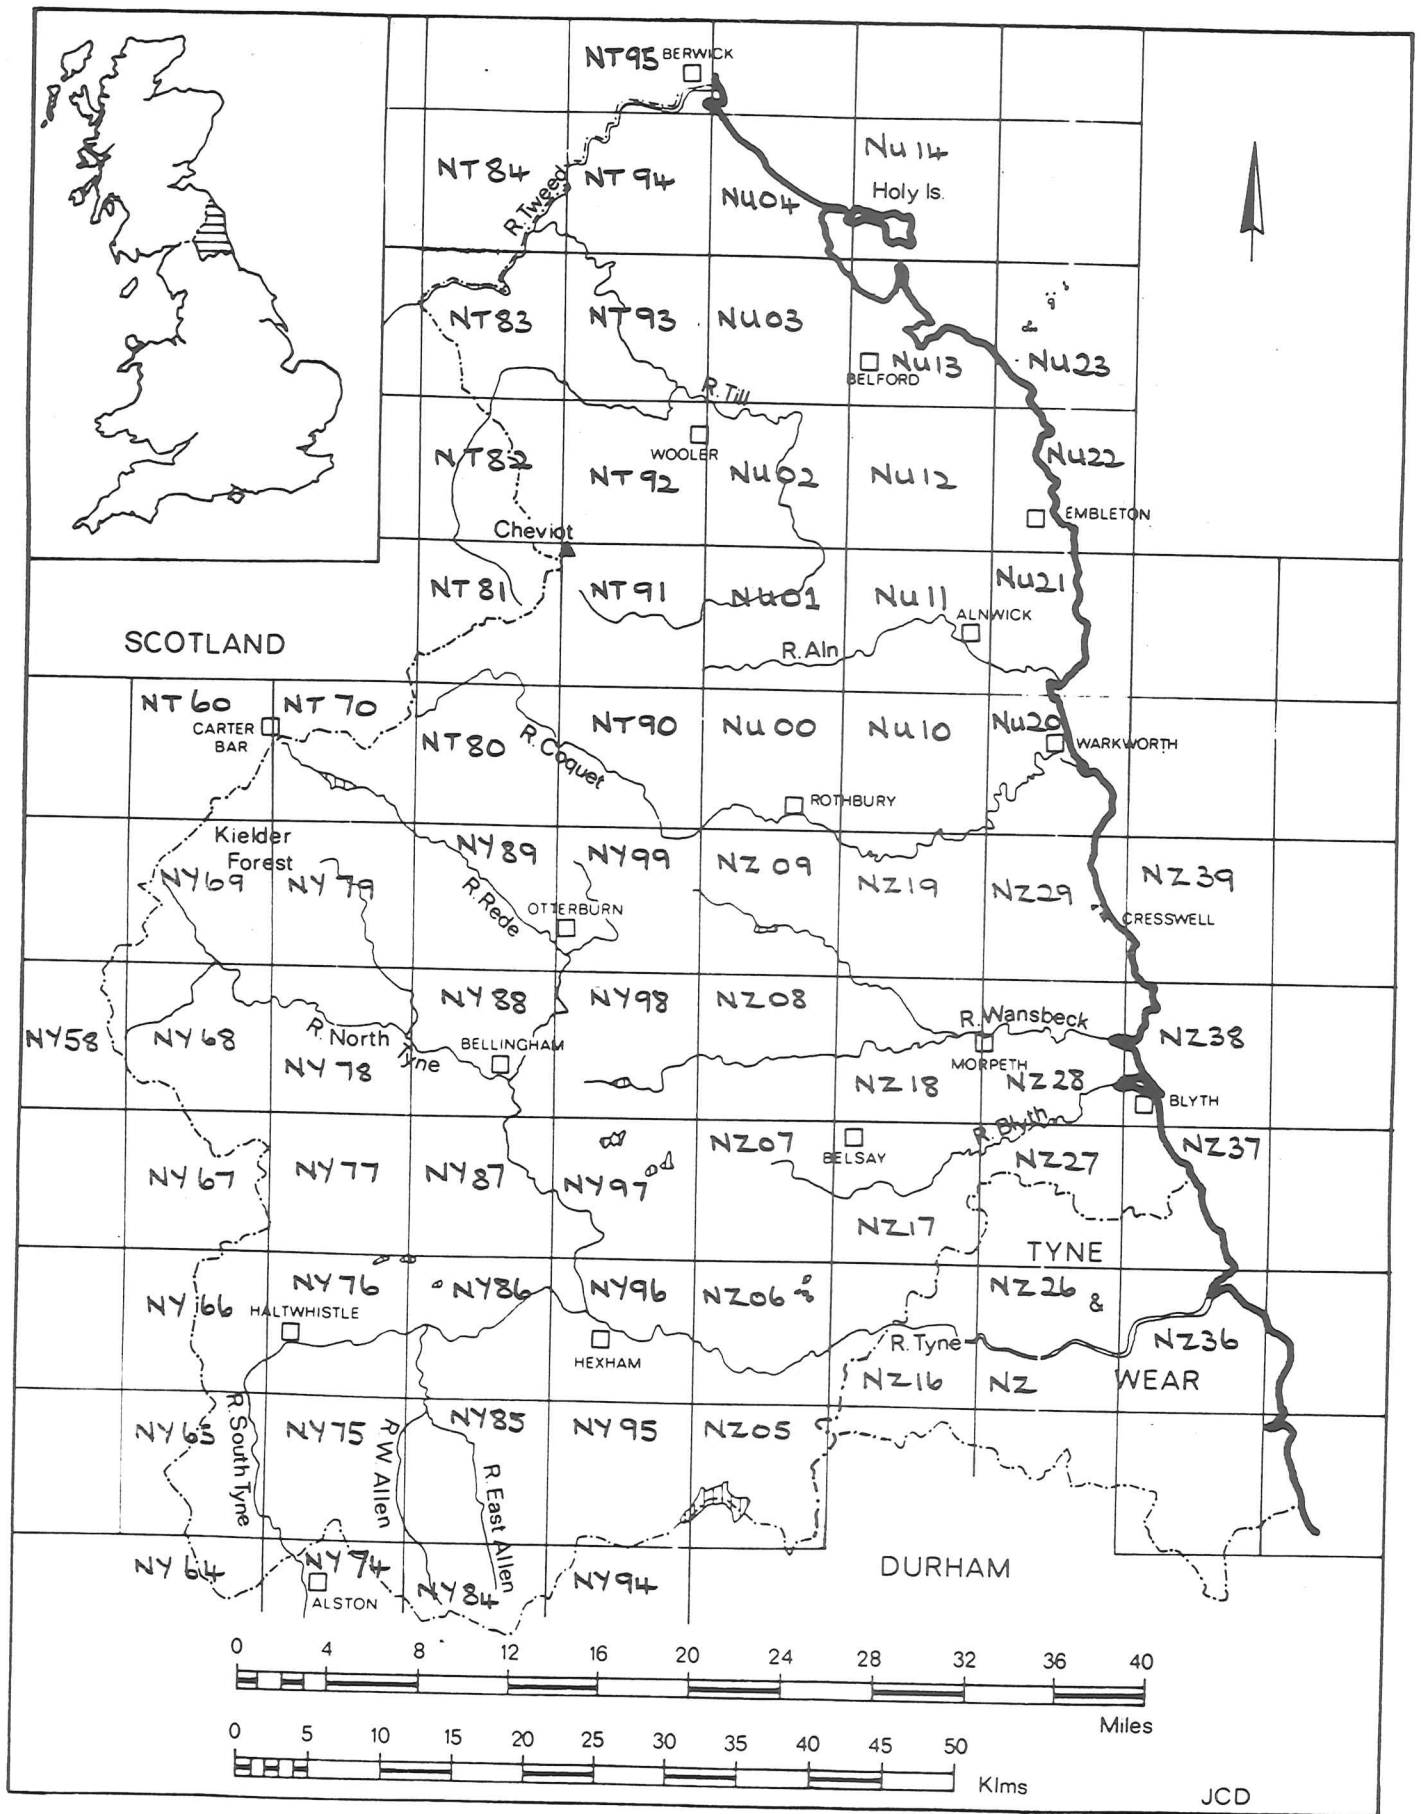 NT95 BERWICK
NU14
NT84
NT94
Holy Is.
NU04
R. Tweed
NT83
NT93
NU03
NU13
NU23
BELFORD
R. Till
NT82
WOOLER
NT92
NU02
NU12
NU22
EMBLETON
Cheviot
NT81
NT91
NU01
NU11
NU21
ALNWICK
SCOTLAND
R. Aln
NT60
NT70
CARTER
BAR
NT80
R. Coquet
NT90
NU00
NU10
NU20
WARKWORTH
ROTHBURY
Kielder
Forest
NY69
NY79
NY89
NY99
NZ09
NZ19
NZ29
NZ39
R. Rede
OTTERBURN
CRESSWELL
NY58
NY68
NY88
NY98
NZ08
R. Wansbeck
NZ38
R. North
Tyne
NY78
BELLINGHAM
MORPETH
NZ18
NZ28
BLYTH
R. Blyth
NY67
NY77
NY87
NY97
NZ07
BELSAY
NZ27
NZ37
NZ17
TYNE
NY66
NY76
NY86
NY96
NZ06
NZ26
&
HALTWHISTLE
HEXHAM
R. Tyne
NZ36
NZ16
NZ
WEAR
NY65
R. South Tyne
NY75
R W Allen
NY85
R. East Allen
NY95
NZ05
NY64
NY74
ALSTON
NY84
NY94
DURHAM
0 4 8 12 16 20 24 28 32 36 40
Miles
0 5 10 15 20 25 30 35 40 45 50
Klms
JCD